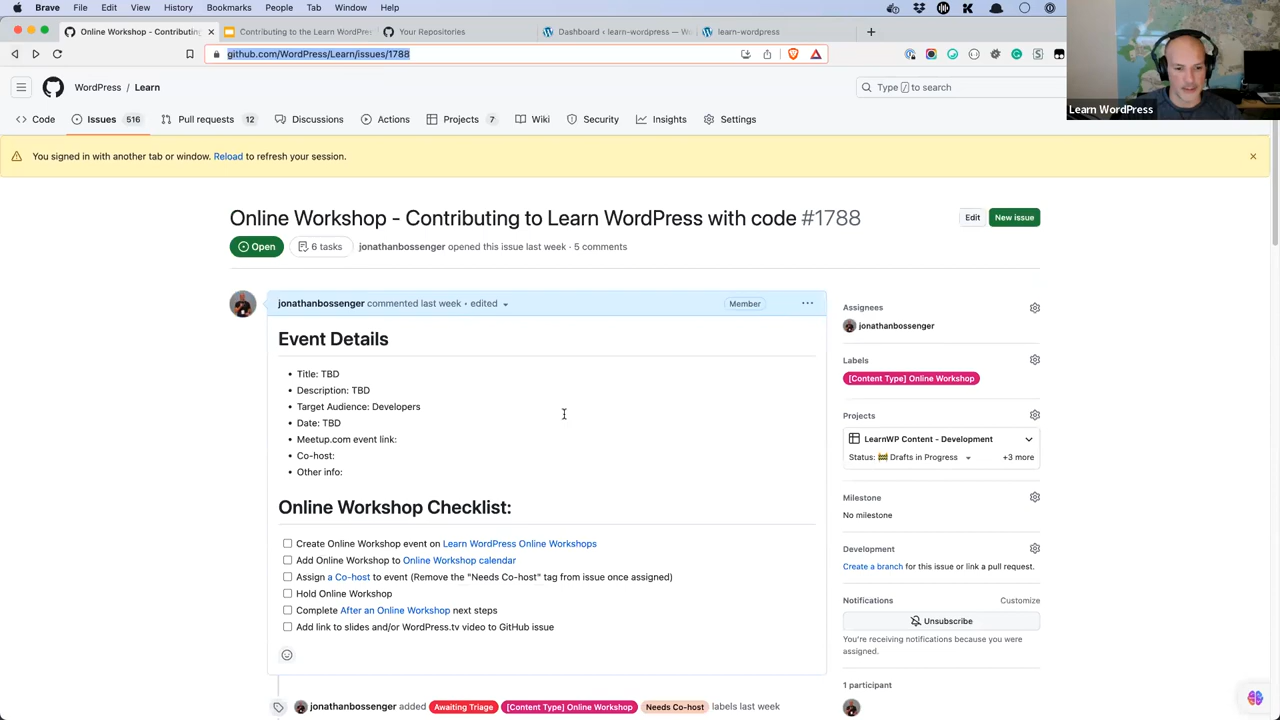 Brave File Edit View History Bookmarks Profiles Tab Window Help
Online Workshop - Contributing
Contributing to the Learn WordPress
Your Repositories
Dashboard ‹ learn-wordpress — Wo
learn-wordpress
github.com/WordPress/Learn/issues/1788
WordPress / Learn
Type / to search
Learn WordPress
Code
Issues 516
Pull requests 12
Discussions
Actions
Projects 7
Wiki
Security
Insights
Settings
You signed in with another tab or window. Reload to refresh your session.
Online Workshop - Contributing to Learn WordPress with code #1788
Edit
New issue
Open
6 tasks
jonathanbossenger opened this issue last week · 5 comments
jonathanbossenger commented last week • edited
Member
Event Details
• Title: TBD
• Description: TBD
• Target Audience: Developers
• Date: TBD
• Meetup.com event link:
• Co-host:
• Other info:
Online Workshop Checklist:
Create Online Workshop event on Learn WordPress Online Workshops
Add Online Workshop to Online Workshop calendar
Assign a Co-host to event (Remove the "Needs Co-host" tag from issue once assigned)
Hold Online Workshop
Complete After an Online Workshop next steps
Add link to slides and/or WordPress.tv video to GitHub issue
jonathanbossenger added Awaiting Triage [Content Type] Online Workshop Needs Co-host labels last week
Assignees
jonathanbossenger
Labels
[Content Type] Online Workshop
Projects
LearnWP Content - Development
Status: 🚧 Drafts in Progress
+3 more
Milestone
No milestone
Development
Create a branch for this issue or link a pull request.
Notifications
Customize
Unsubscribe
You're receiving notifications because you were
assigned.
1 participant